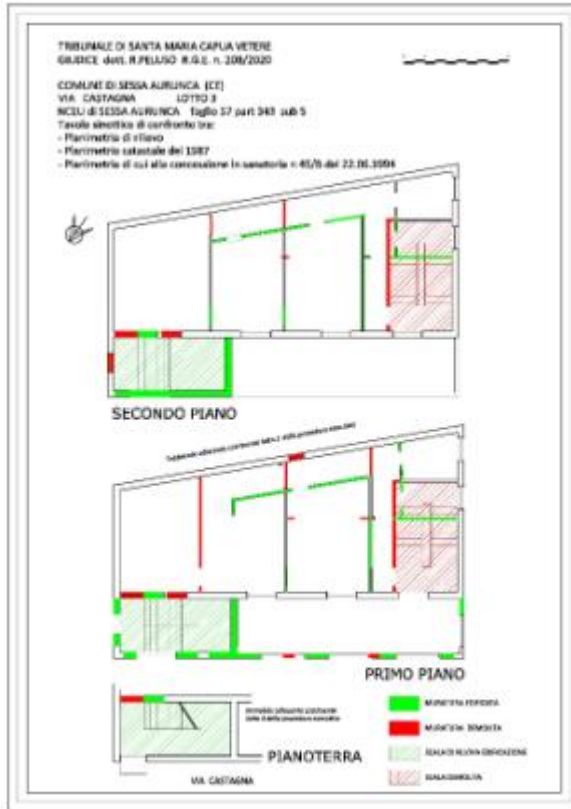 TRIBUNALE DI SANTA MARIA CAPUA VETERE
GIUDICE dott. R.PELUSO R.G.E. n. 208/2020
COMUNE DI SESSA AURUNCA (CE)
VIA CASTAGNA LOTTO 3
NCEU di SESSA AURUNCA foglio 37 part 343 sub 5
Tavola sinottica di confronto tra:
- Planimetria di rilievo
- Planimetria catastale del 1987
- Planimetria di cui alla concessione in sanatoria n 45/B del 22.06.1994
SECONDO PIANO
PRIMO PIANO
MURATURA EDIFICATA
MURATURA DEMOLITA
SCALA DI NUOVA EDIFICAZIONE
SCALA DEMOLITA
PIANOTERRA
VIA CASTAGNA